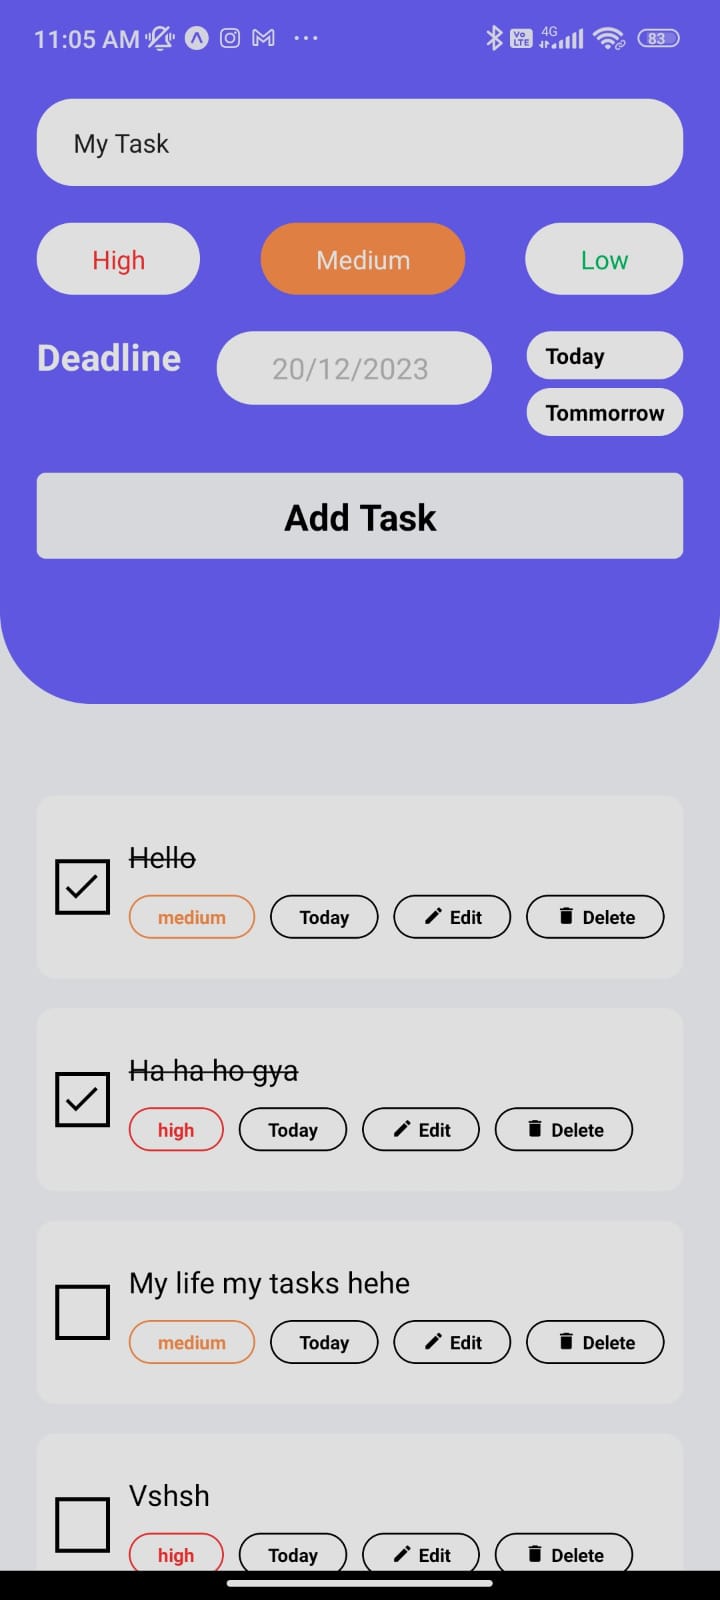 11:05 AM
Vo LTE 4G 83
My Task
High Medium Low
Deadline 20/12/2023 Today
Tommorrow
Add Task
Hello
medium Today Edit Delete
Ha ha ho gya
high Today Edit Delete
My life my tasks hehe
medium Today Edit Delete
Vshsh
high Today Edit Delete